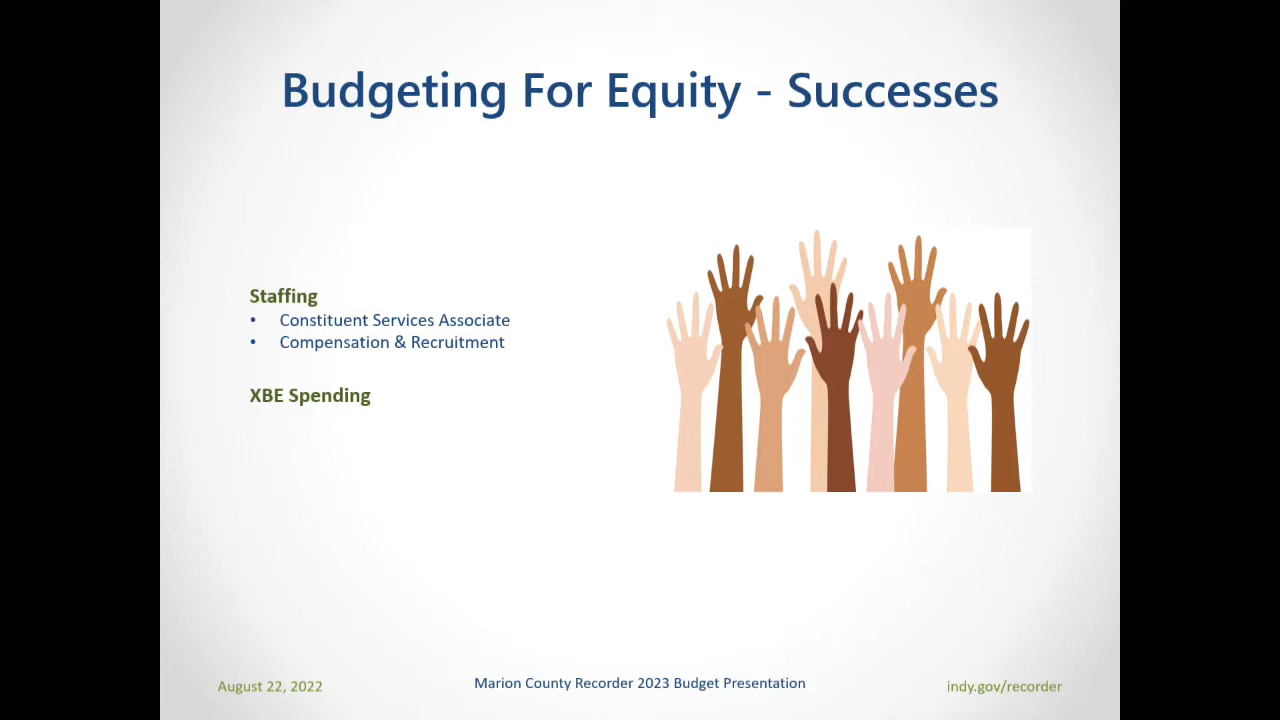 Budgeting For Equity - Successes
Staffing
• Constituent Services Associate
• Compensation & Recruitment
XBE Spending
August 22, 2022
Marion County Recorder 2023 Budget Presentation
indy.gov/recorder